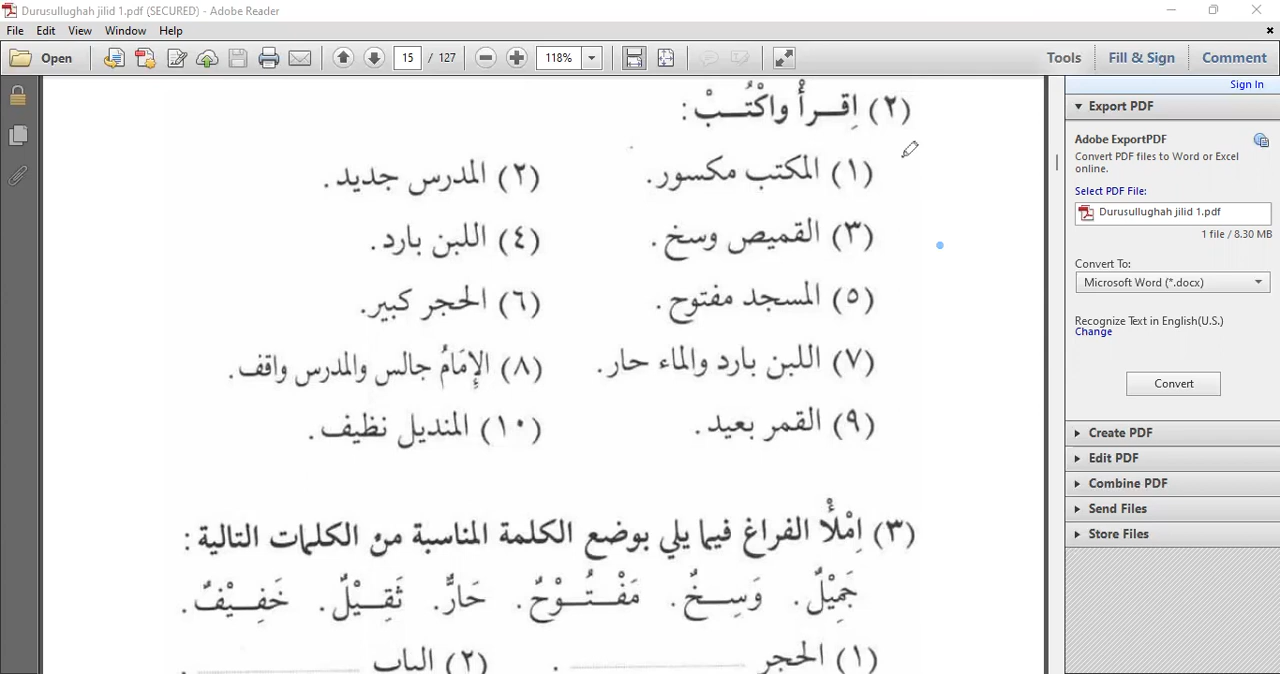 Durusullughah jilid 1.pdf (SECURED) - Adobe Reader
File Edit View Window Help
Open 15 / 127 118% Tools Fill & Sign Comment
Sign In
Export PDF
Adobe ExportPDF
Convert PDF files to Word or Excel
online.
Select PDF File:
Durusullughah jilid 1.pdf
1 file / 8.30 MB
Convert To:
Microsoft Word (*.docx)
Recognize Text in English(U.S.)
Change
Convert
Create PDF
Edit PDF
Combine PDF
Send Files
Store Files
(٢) اِقـرأْ واكْتُـبْ :
(١) المكتب مكسور. (٢) المدرس جديد.
(٣) القميص وسخ. (٤) اللبن بارد.
(٥) المسجد مفتوح. (٦) الحجر كبير.
(٧) اللبن بارد والماء حار. (٨) الإِمَامُ جالس والمدرس واقف.
(٩) القمر بعيد. (١٠) المنديل نظيف.
(٣) اِمْلأْ الفراغ فيما يلي بوضع الكلمة المناسبة من الكلمات التالية :
جَمِيْلٌ. وَسِـخٌ. مَفْـتُـوْحٌ. حَارٌّ. ثَقِـيْلٌ. خَفِـيْفٌ.
(١) الحجر ______ . (٢) الباب ______ .